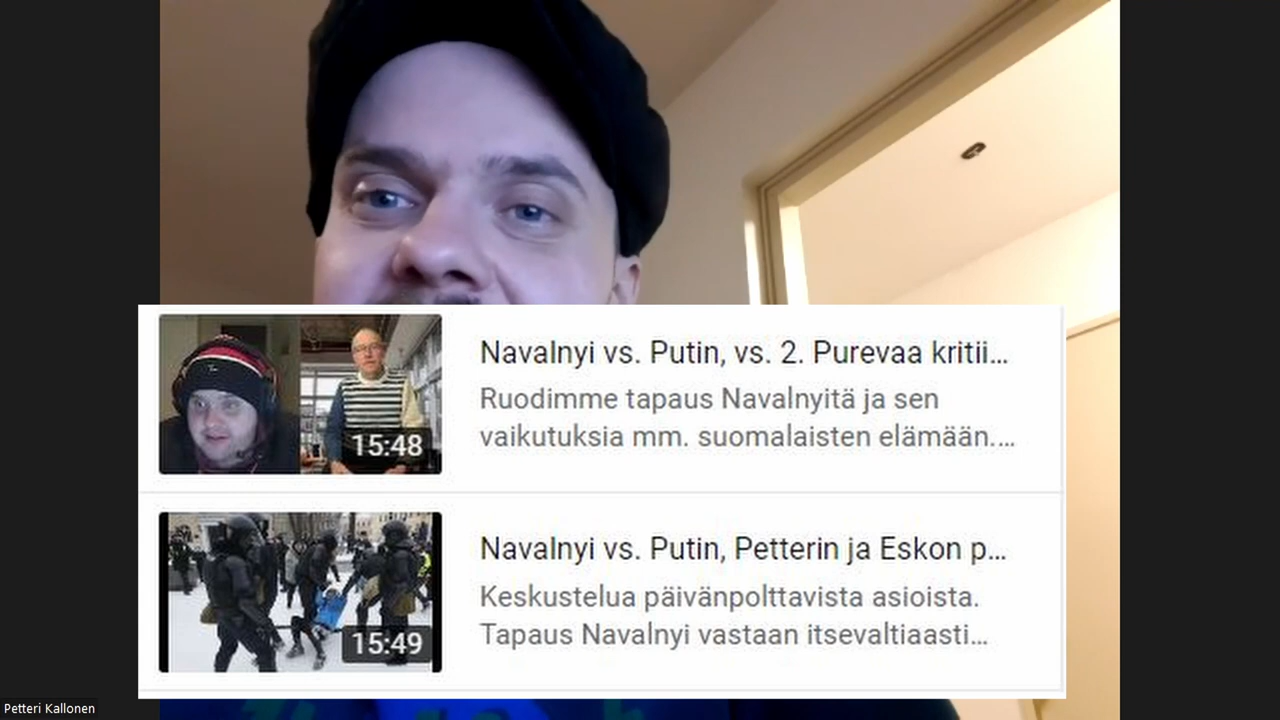 Navalnyi vs. Putin, vs. 2. Purevaa kritii...
Ruodimme tapaus Navalnyitä ja sen
vaikutuksia mm. suomalaisten elämään....
15:48
Navalnyi vs. Putin, Petterin ja Eskon p...
Keskustelua päivänpolttavista asioista.
Tapaus Navalnyi vastaan itsevaltiaasti...
15:49
Petteri Kallonen